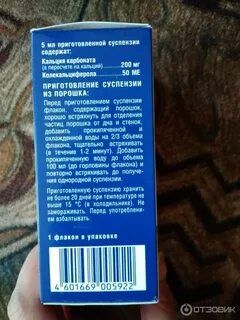 5 мл приготовленной суспензии
содержат:
Кальция карбоната
(в пересчете на кальций)....................200 мг
Колекальциферола....................50 МЕ
ПРИГОТОВЛЕНИЕ СУСПЕНЗИИ
ИЗ ПОРОШКА:
Перед приготовлением суспензии
флакон, содержащий порошок,
хорошо встряхнуть для отделения
частиц порошка от дна и стенок,
добавить прокипяченной и
охлажденной воды на 2/3 объема
флакона, тщательно встряхивать
(в течение 1-2 минут). Добавить
прокипяченную воду до объема
100 мл (до горловины флакона) и
встряхивать до получения
однородной суспензии.
Приготовленную суспензию хранить
не более 20 дней при температуре не
выше 15 °С (в холодильнике). Не
замораживать. Перед употребле-
нием взбалтывать.
1 флакон в упаковке
4 601669 005922
ОТЗОВИК